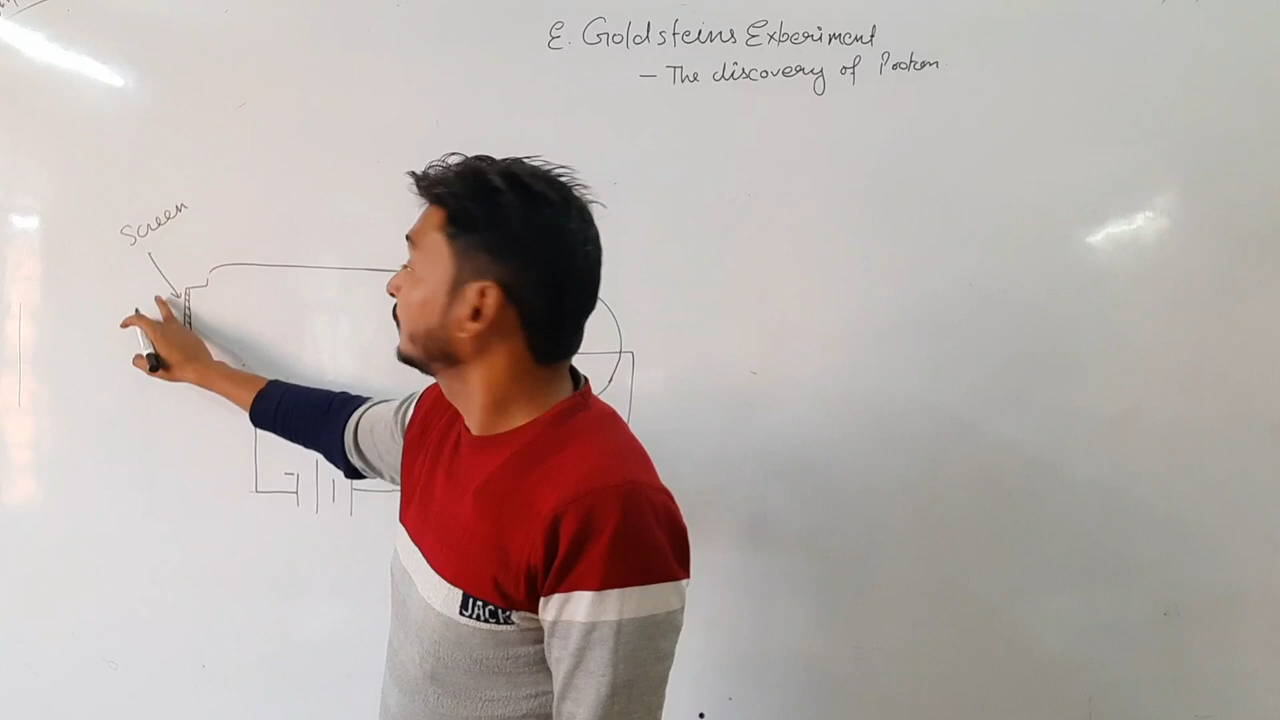 E. Goldsteins Experiment
– The discovery of Proton
Screen
JACK